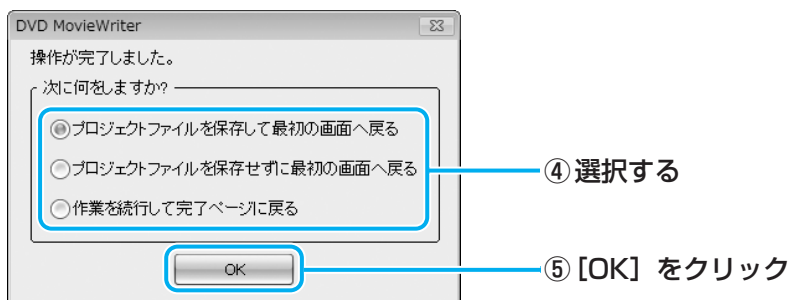 DVD MovieWriter
操作が完了しました。
次に何をしますか?
プロジェクトファイルを保存して最初の画面へ戻る
プロジェクトファイルを保存せずに最初の画面へ戻る
④選択する
作業を続行して完了ページに戻る
OK
⑤[OK]をクリック